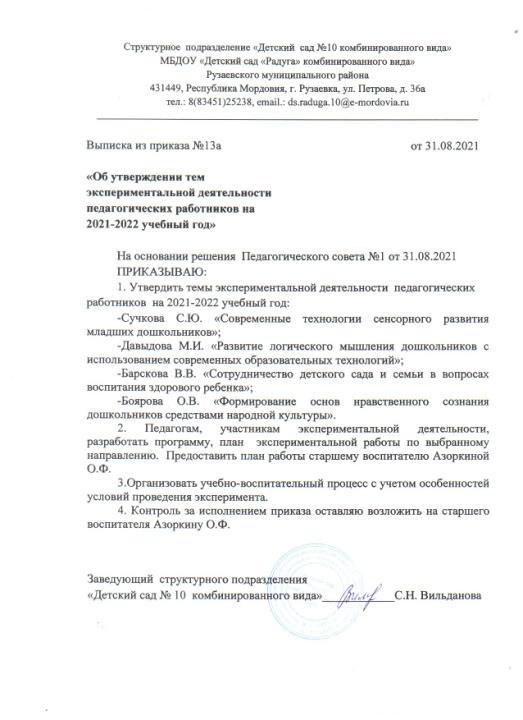 Структурное подразделение «Детский сад №10 комбинированного вида»
МБДОУ «Детский сад «Радуга» комбинированного вида»
Рузаевского муниципального района
431449, Республика Мордовия, г. Рузаевка, ул. Петрова, д. 36а
тел.: 8(83451)25238, email.: ds.raduga.10@e-mordovia.ru
Выписка из приказа №13а от 31.08.2021
«Об утверждении тем
экспериментальной деятельности
педагогических работников на
2021-2022 учебный год»
На основании решения Педагогического совета №1 от 31.08.2021
ПРИКАЗЫВАЮ:
1. Утвердить темы экспериментальной деятельности педагогических
работников на 2021-2022 учебный год:
-Сучкова С.Ю. «Современные технологии сенсорного развития
младших дошкольников»;
-Давыдова М.И. «Развитие логического мышления дошкольников с
использованием современных образовательных технологий»;
-Барскова В.В. «Сотрудничество детского сада и семьи в вопросах
воспитания здорового ребенка»;
-Боярова О.В. «Формирование основ нравственного сознания
дошкольников средствами народной культуры».
2. Педагогам, участникам экспериментальной деятельности,
разработать программу, план экспериментальной работы по выбранному
направлению. Предоставить план работы старшему воспитателю Азоркиной
О.Ф.
3.Организовать учебно-воспитательный процесс с учетом особенностей
условий проведения эксперимента.
4. Контроль за исполнением приказа оставляю возложить на старшего
воспитателя Азоркину О.Ф.
Заведующий структурного подразделения
«Детский сад № 10 комбинированного вида»____________С.Н. Вильданова